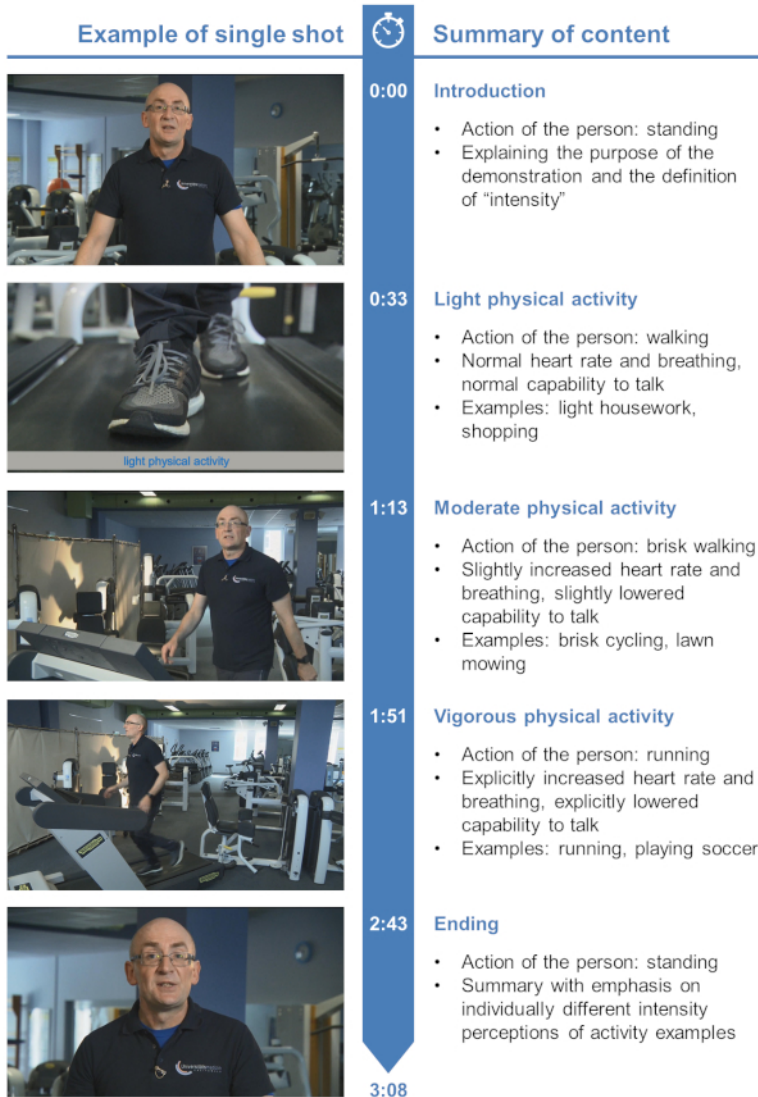 Example of single shot
Summary of content
0:00
Introduction
• Action of the person: standing
• Explaining the purpose of the
demonstration and the definition
of “intensity”
0:33
Light physical activity
• Action of the person: walking
• Normal heart rate and breathing,
normal capability to talk
• Examples: light housework,
shopping
light physical activity
1:13
Moderate physical activity
• Action of the person: brisk walking
• Slightly increased heart rate and
breathing, slightly lowered
capability to talk
• Examples: brisk cycling, lawn
mowing
1:51
Vigorous physical activity
• Action of the person: running
• Explicitly increased heart rate and
breathing, explicitly lowered
capability to talk
• Examples: running, playing soccer
2:43
Ending
• Action of the person: standing
• Summary with emphasis on
individually different intensity
perceptions of activity examples
3:08